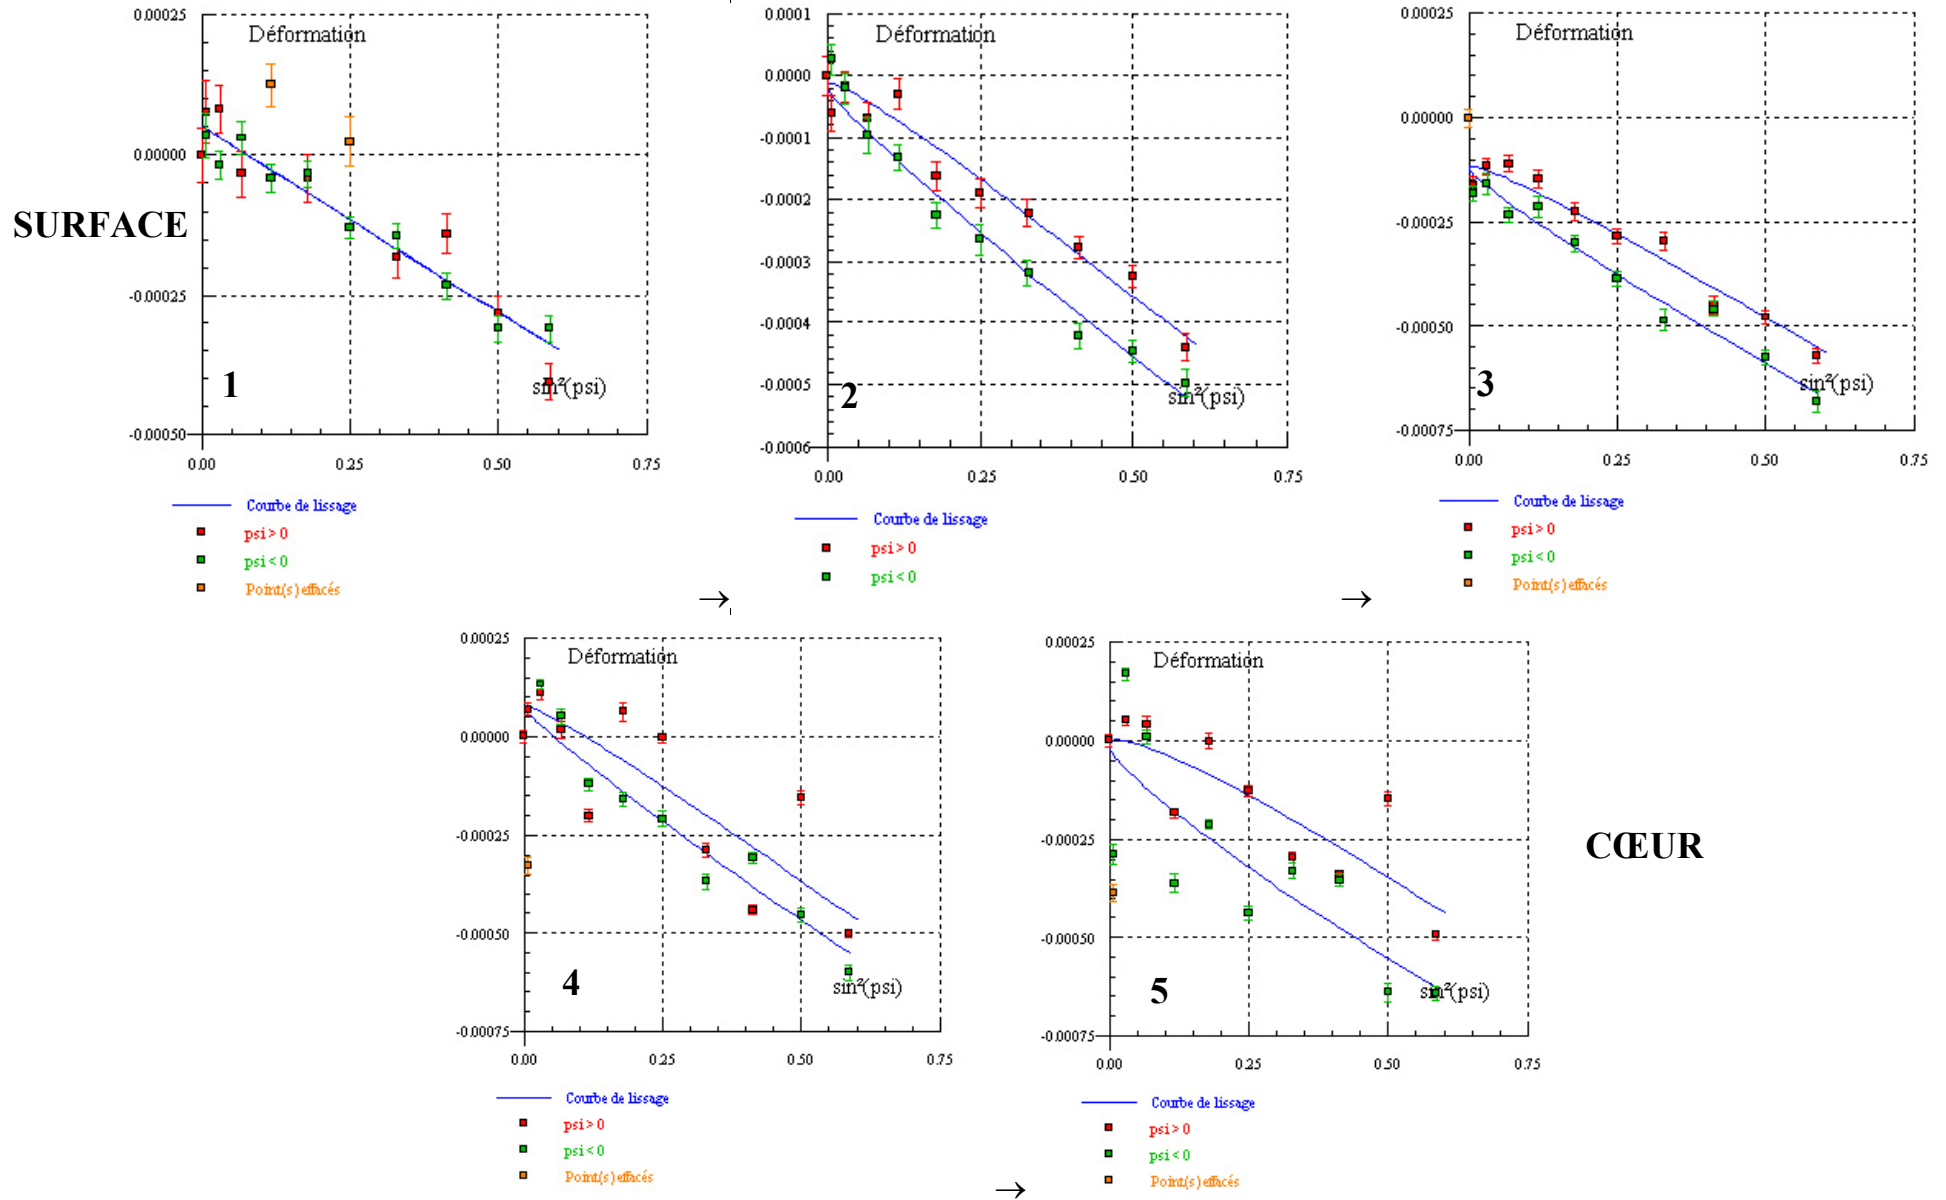 0.00025
Déformation
0.00000
-0.00025
-0.00050
sin²(psi)
1
0.00 0.25 0.50 0.75
Courbe de lissage
psi > 0
psi < 0
Point(s) effacés
SURFACE
→
0.0001
Déformation
0.0000
-0.0001
-0.0002
-0.0003
-0.0004
-0.0005
-0.0006
sin²(psi)
2
0.00 0.25 0.50 0.75
Courbe de lissage
psi > 0
psi < 0
→
0.00025
Déformation
0.00000
-0.00025
-0.00050
-0.00075
sin²(psi)
3
0.00 0.25 0.50 0.75
Courbe de lissage
psi > 0
psi < 0
Point(s) effacés
0.00025
Déformation
0.00000
-0.00025
-0.00050
-0.00075
sin²(psi)
4
0.00 0.25 0.50 0.75
Courbe de lissage
psi > 0
psi < 0
Point(s) effacés
→
0.00025
Déformation
0.00000
-0.00025
-0.00050
-0.00075
sin²(psi)
5
0.00 0.25 0.50 0.75
Courbe de lissage
psi > 0
psi < 0
Point(s) effacés
CŒUR